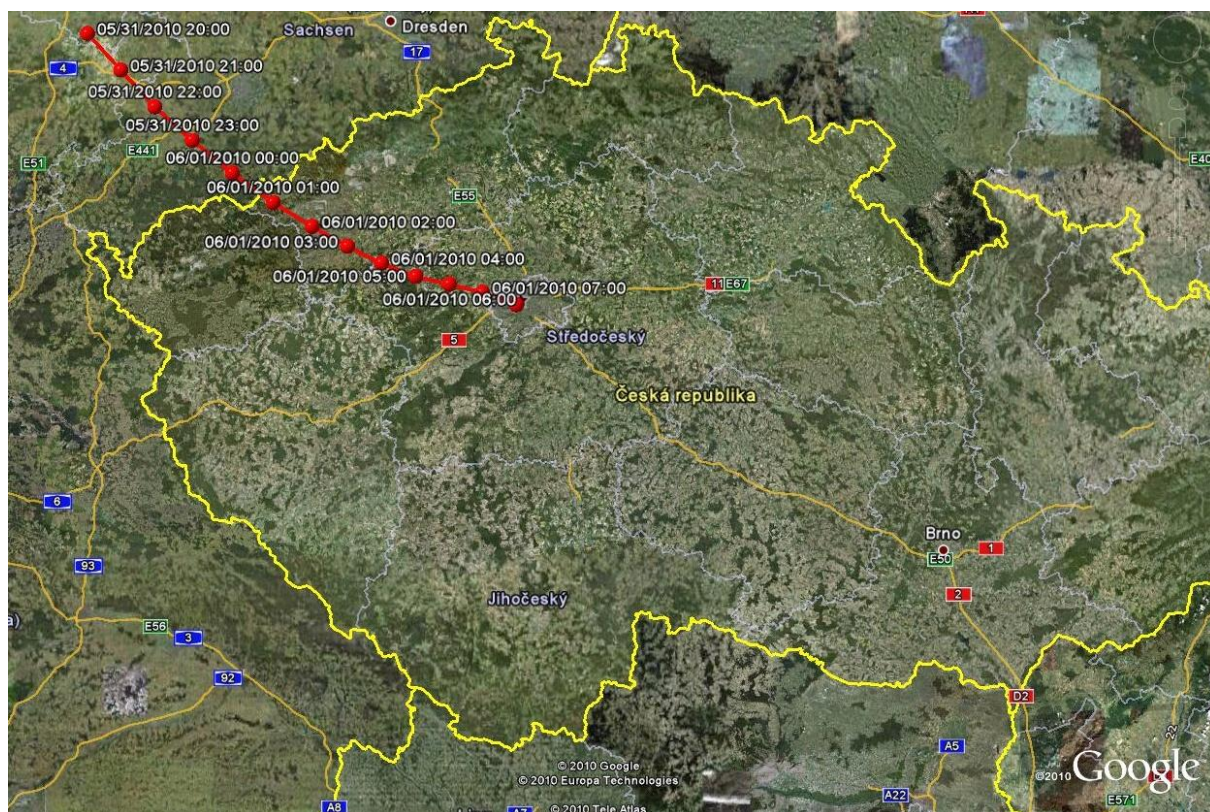 05/31/2010 20:00
Sachsen
Dresden
17
4
05/31/2010 21:00
05/31/2010 22:00
05/31/2010 23:00
E441
E51
E40
06/01/2010 00:00
06/01/2010 01:00
E55
06/01/2010 02:00
06/01/2010 03:00
06/01/2010 04:00
06/01/2010 05:00
11
E67
06/01/2010 07:00
06/01/2010 06:00
5
Středočeský
Česká republika
6
Brno
1
E50
93
2
Jihočeský
a)
E56
3
92
D2
22
A5
© 2010 Google
© 2010 Europa Technologies
©2010 Google
A22
E571
A8
A7
© 2010 Tele Atlas